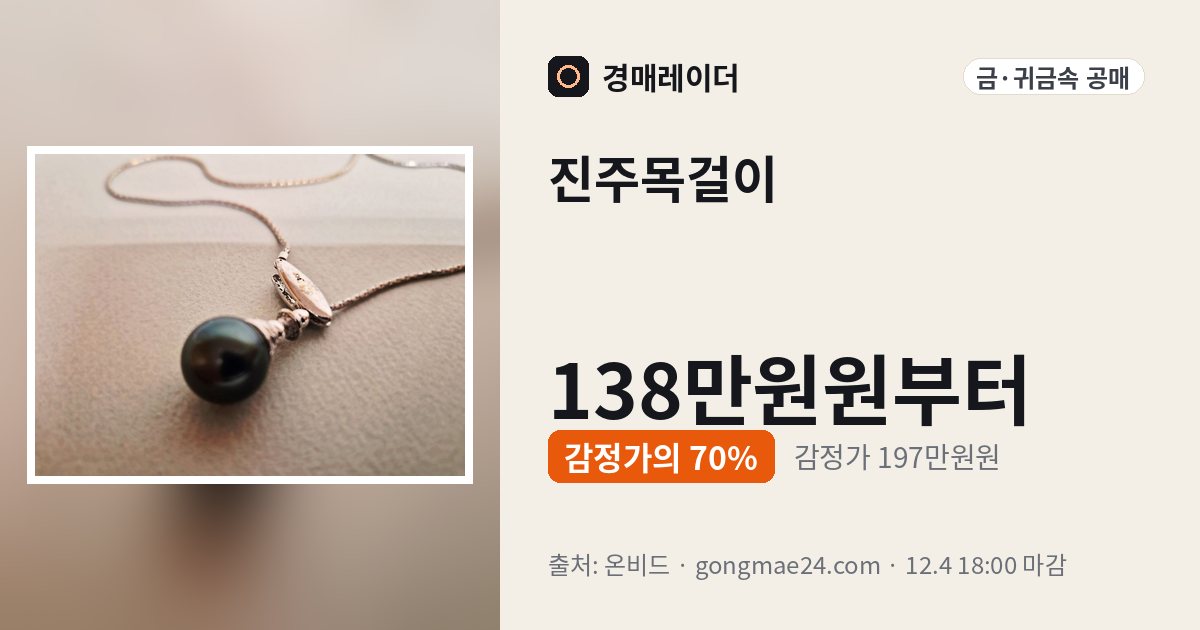 경매레이더
금·귀금속 공매
진주목걸이
138만원원부터
감정가의 70% 감정가 197만원원
출처: 온비드 · gongmae24.com · 12.4 18:00 마감